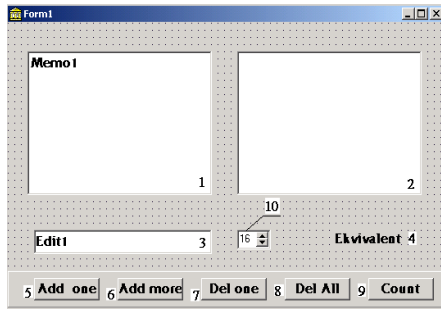 Form1
Memo1
1
2
10
Edit1 3 16 Ekvivalent 4
5 Add one 6 Add more 7 Del one 8 Del All 9 Count